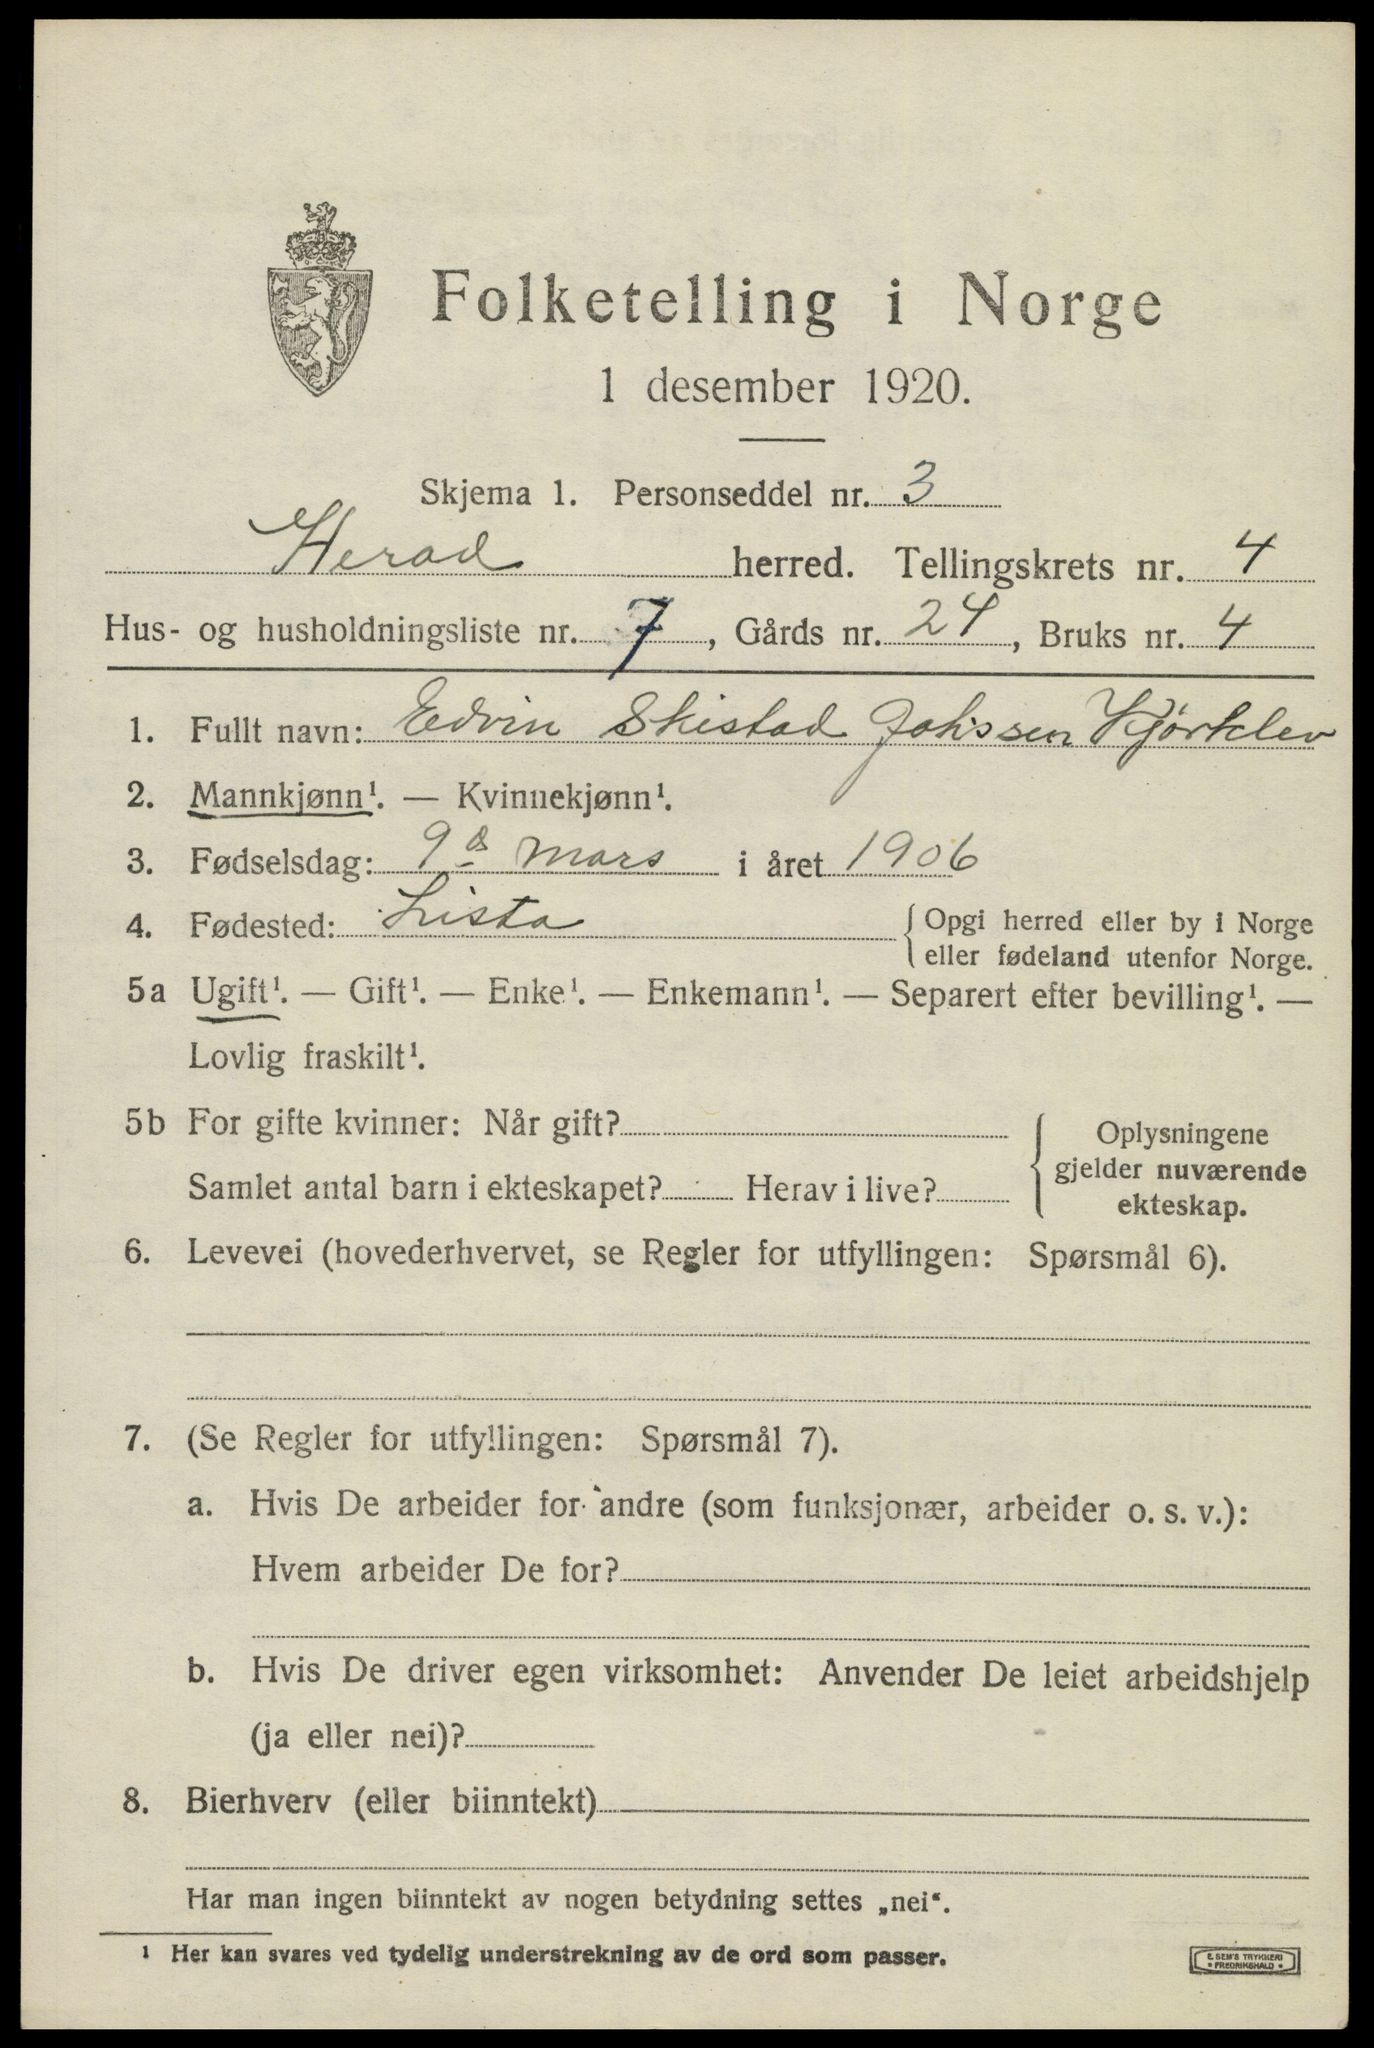 Folketelling i Norge
1 desember 1920.
Skjema 1. Personseddel nr. 3
Herad herred. Tellingskrets nr. 4
Hus- og husholdningsliste nr. 7, Gårds nr. 24, Bruks nr. 4
1. Fullt navn: Edvin Skistad Johssen Kjørklev
2. Mannkjønn¹. — Kvinnekjønn¹.
3. Fødselsdag: 9de mars i året 1906
4. Fødested: Lista { Opgi herred eller by i Norge
eller fødeland utenfor Norge.
5a Ugift¹. — Gift¹. — Enke¹. — Enkemann¹. — Separert efter bevilling¹. —
Lovlig fraskilt¹.
5b For gifte kvinner: Når gift?
Samlet antal barn i ekteskapet? Herav i live?
Oplysningene
gjelder nuværende
ekteskap.
6. Levevei (hovederhvervet, se Regler for utfyllingen: Spørsmål 6).
7. (Se Regler for utfyllingen: Spørsmål 7).
a. Hvis De arbeider for andre (som funksjonær, arbeider o. s. v.):
Hvem arbeider De for?
b. Hvis De driver egen virksomhet: Anvender De leiet arbeidshjelp
(ja eller nei)?
8. Bierhverv (eller biinntekt)
Har man ingen biinntekt av nogen betydning settes „nei“.
¹ Her kan svares ved tydelig understrekning av de ord som passer.
E. SEM'S TRYKKERI
• FREDRIKSHALD •